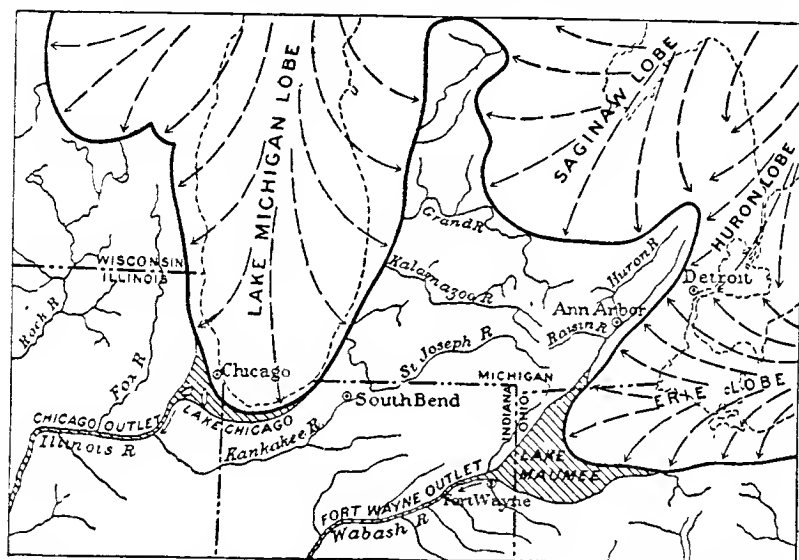 LAKE MICHIGAN LOBE
SAGINAW LOBE
HURON LOBE
Grand R
WISCONSIN
ILLINOIS
Kalamazoo R
Huron R
Detroit
Rock R
Ann Arbor
Raisin R
Fox R
Chicago
St Joseph R
MICHIGAN
ERIE LOBE
South Bend
INDIANA
OHIO
CHICAGO OUTLET
LAKE CHICAGO
Illinois R
Kankakee R
LAKE
MAUMEE
FORT WAYNE OUTLET
Fort Wayne
Wabash R